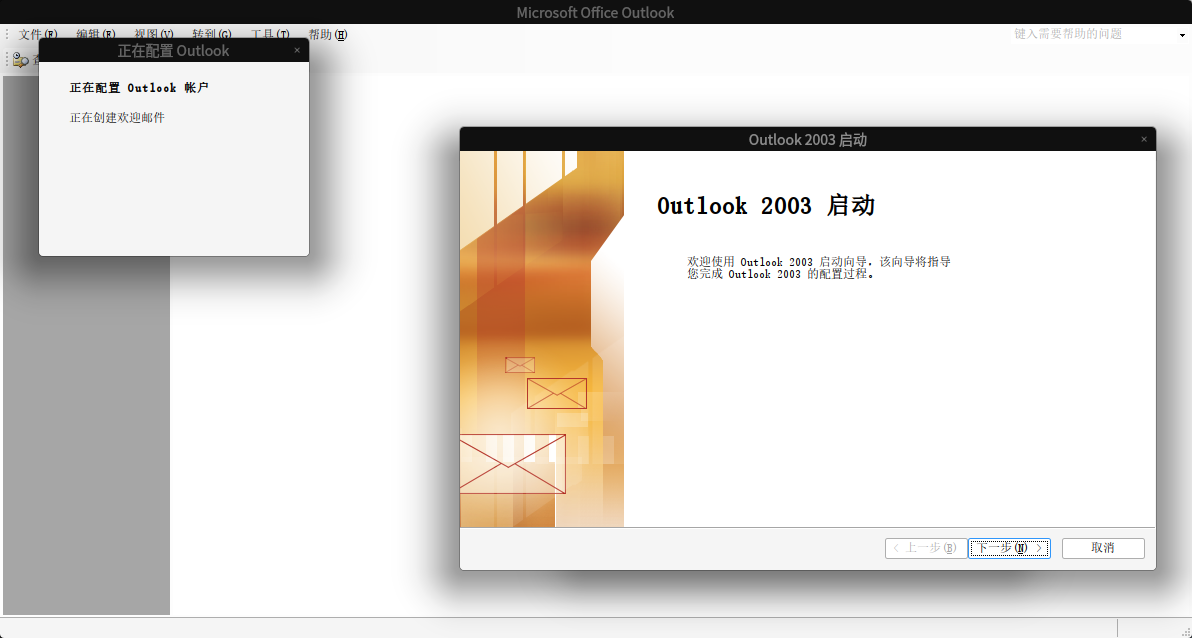 Microsoft Office Outlook
文件(F) 编辑(E) 视图(V) 转到(G) 工具(T) 帮助(H)
键入需要帮助的问题
正在配置 Outlook
正在配置 Outlook 帐户
正在创建欢迎邮件
Outlook 2003 启动
Outlook 2003 启动
欢迎使用 Outlook 2003 启动向导，该向导将指导
您完成 Outlook 2003 的配置过程。
< 上一步(B) 下一步(N) > 取消